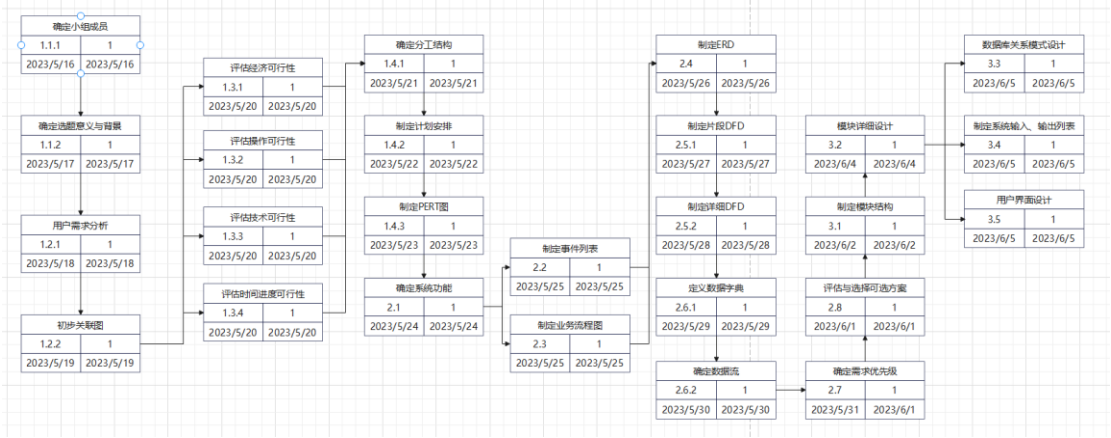 确定小组成员
1.1.1 1
2023/5/16 2023/5/16
确定选题意义与背景
1.1.2 1
2023/5/17 2023/5/17
用户需求分析
1.2.1 1
2023/5/18 2023/5/18
初步关联图
1.2.2 1
2023/5/19 2023/5/19
评估经济可行性
1.3.1 1
2023/5/20 2023/5/20
评估操作可行性
1.3.2 1
2023/5/20 2023/5/20
评估技术可行性
1.3.3 1
2023/5/20 2023/5/20
评估时间进度可行性
1.3.4 1
2023/5/20 2023/5/20
确定分工结构
1.4.1 1
2023/5/21 2023/5/21
制定计划安排
1.4.2 1
2023/5/22 2023/5/22
制定PERT图
1.4.3 1
2023/5/23 2023/5/23
确定系统功能
2.1 1
2023/5/24 2023/5/24
制定事件列表
2.2 1
2023/5/25 2023/5/25
制定业务流程图
2.3 1
2023/5/25 2023/5/25
制定ERD
2.4 1
2023/5/26 2023/5/26
制定片段DFD
2.5.1 1
2023/5/27 2023/5/27
制定详细DFD
2.5.2 1
2023/5/28 2023/5/28
定义数据字典
2.6.1 1
2023/5/29 2023/5/29
确定数据流
2.6.2 1
2023/5/30 2023/5/30
模块详细设计
3.2 1
2023/6/4 2023/6/4
制定模块结构
3.1 1
2023/6/2 2023/6/2
评估与选择可选方案
2.8 1
2023/6/1 2023/6/1
确定需求优先级
2.7 1
2023/5/31 2023/6/1
数据库关系模式设计
3.3 1
2023/6/5 2023/6/5
制定系统输入、输出列表
3.4 1
2023/6/5 2023/6/5
用户界面设计
3.5 1
2023/6/5 2023/6/5